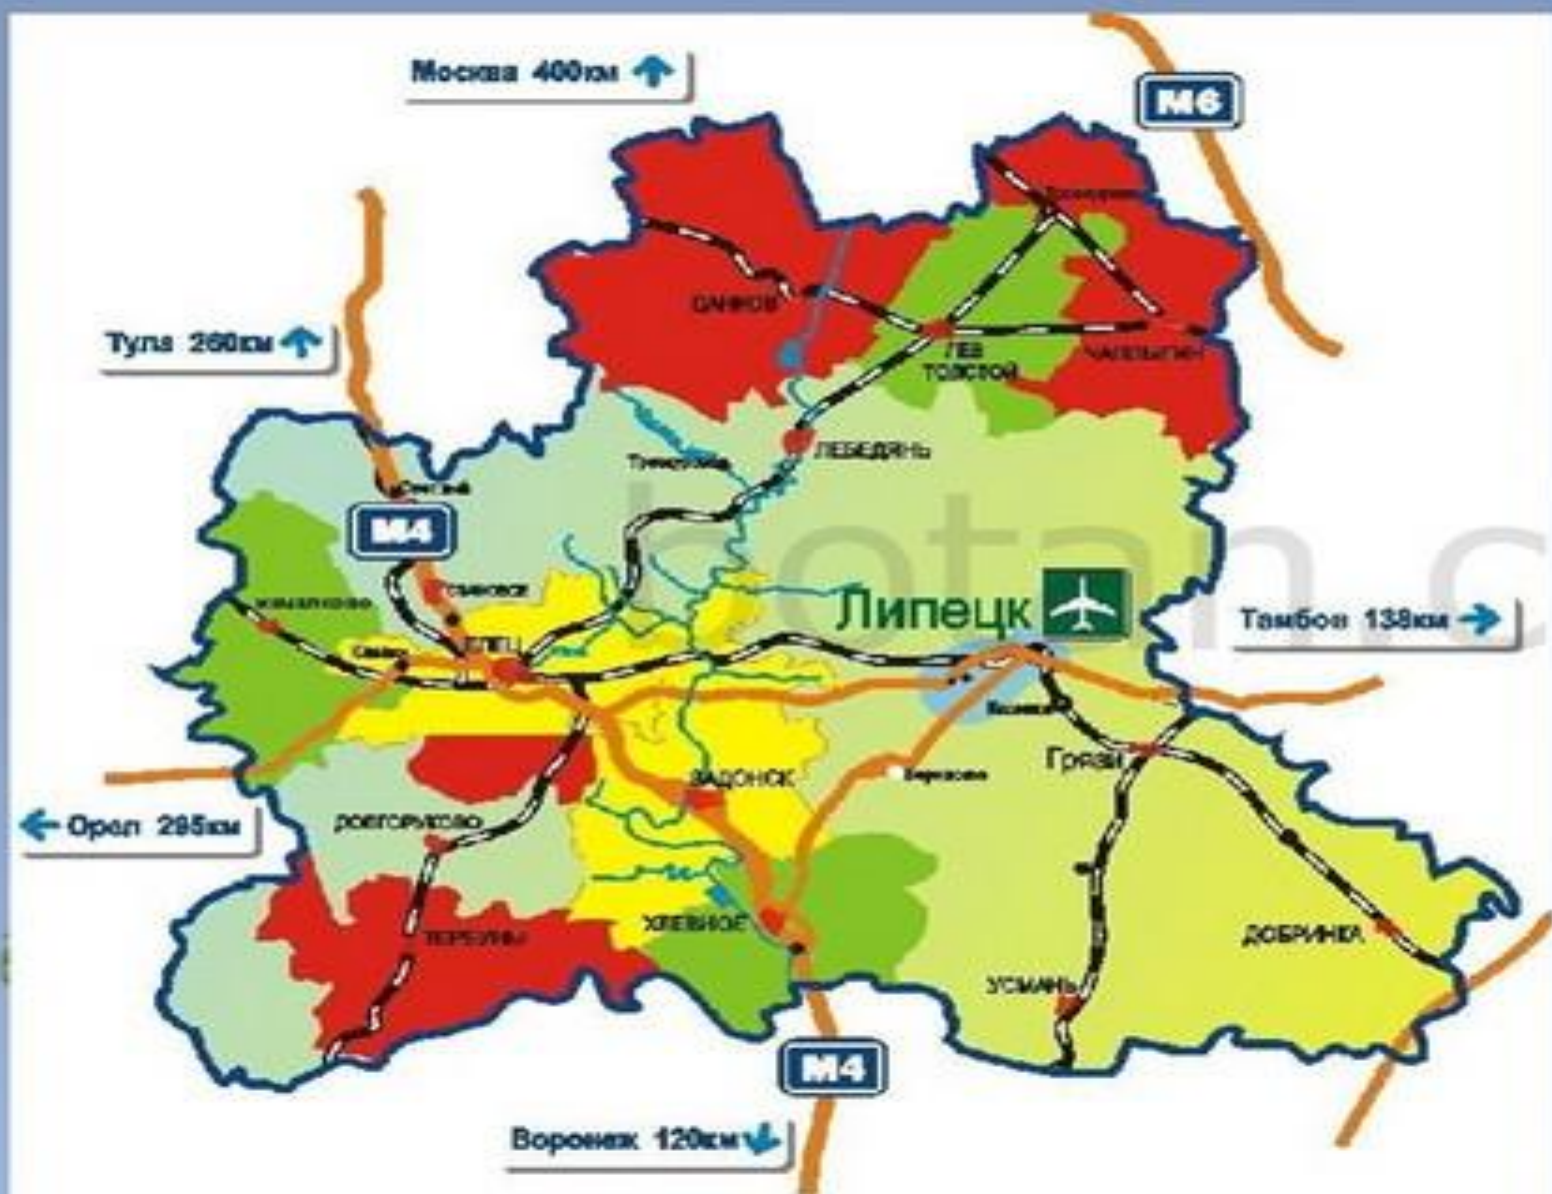 Москва 400км
М6
Тула 260км
ДАНКОВ
ЛЕВ
ТОЛСТОЙ
ЧАПЛЫГИН
ЛЕБЕДЯНЬ
М4
botan.c
Липецк
Тамбов 138км
ЕЛЕЦ
Грязи
ЗАДОНСК
Орел 295км
ДОЛГОРУКОВО
ХЛЕВНОЕ
ТЕРБУНЫ
ДОБРИНКА
УСМАНЬ
М4
Воронеж 120км